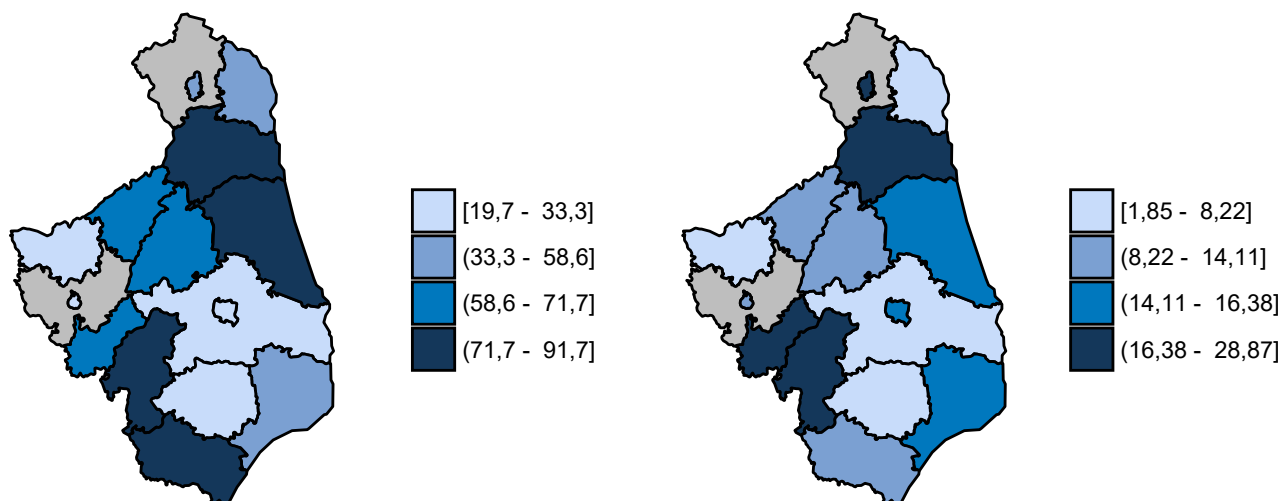 [19,7 - 33,3]
(33,3 - 58,6]
(58,6 - 71,7]
(71,7 - 91,7]
[1,85 - 8,22]
(8,22 - 14,11]
(14,11 - 16,38]
(16,38 - 28,87]